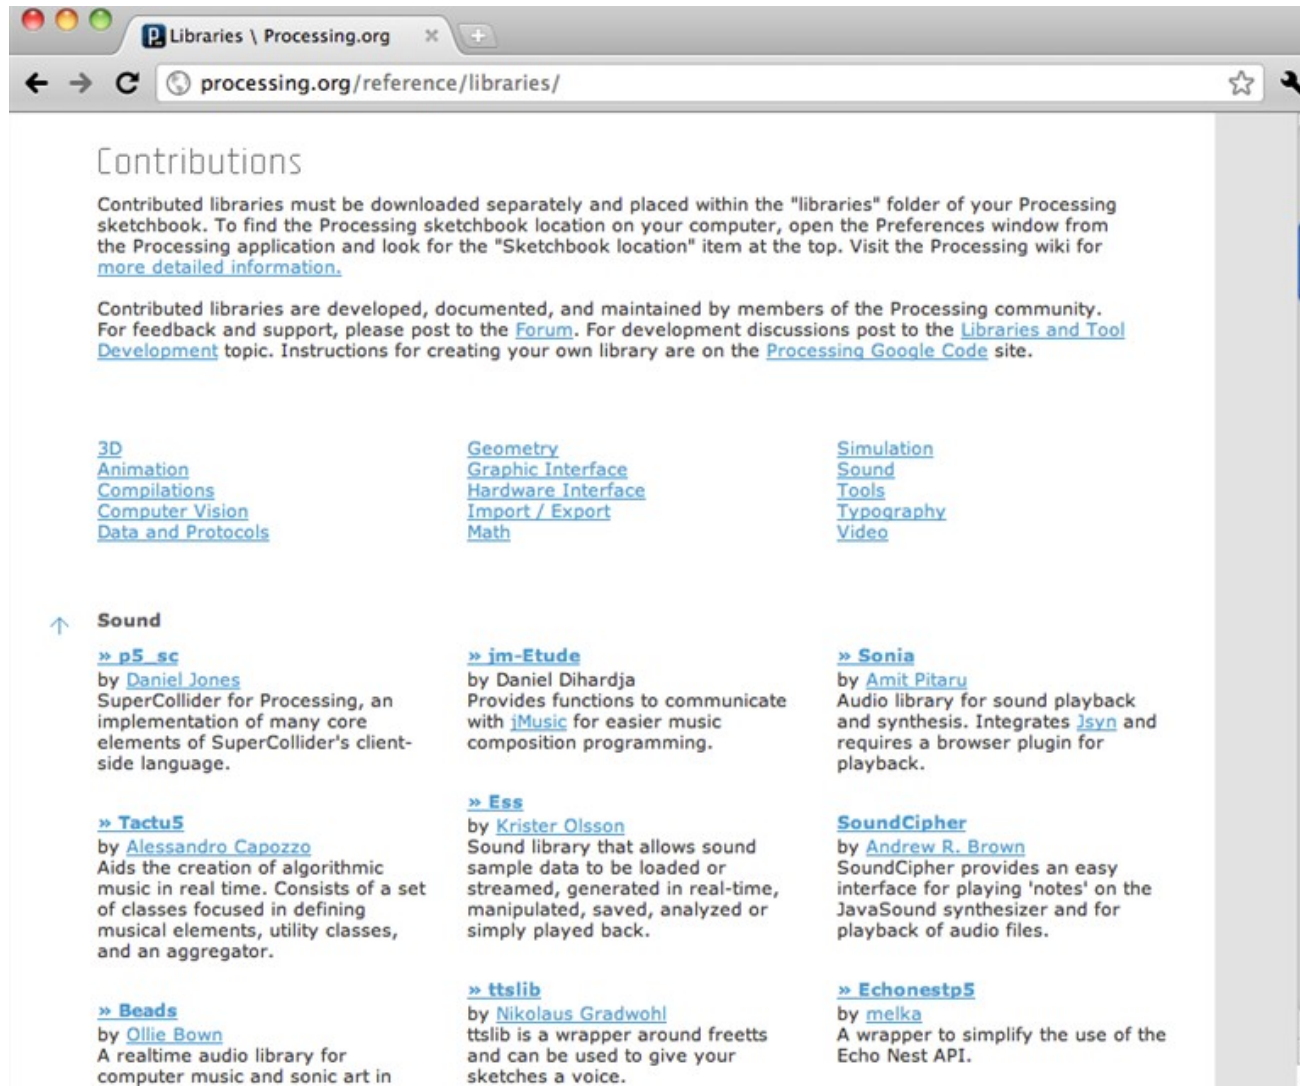 Libraries \ Processing.org
processing.org/reference/libraries/
Contributions
Contributed libraries must be downloaded separately and placed within the "libraries" folder of your Processing
sketchbook. To find the Processing sketchbook location on your computer, open the Preferences window from
the Processing application and look for the "Sketchbook location" item at the top. Visit the Processing wiki for
more detailed information.
Contributed libraries are developed, documented, and maintained by members of the Processing community.
For feedback and support, please post to the Forum. For development discussions post to the Libraries and Tool
Development topic. Instructions for creating your own library are on the Processing Google Code site.
3D
Animation
Compilations
Computer Vision
Data and Protocols
Geometry
Graphic Interface
Hardware Interface
Import / Export
Math
Simulation
Sound
Tools
Typography
Video
Sound
» p5_sc
by Daniel Jones
SuperCollider for Processing, an
implementation of many core
elements of SuperCollider's client-
side language.
» Tactu5
by Alessandro Capozzo
Aids the creation of algorithmic
music in real time. Consists of a set
of classes focused in defining
musical elements, utility classes,
and an aggregator.
» Beads
by Ollie Bown
A realtime audio library for
computer music and sonic art in
» jm-Etude
by Daniel Dihardja
Provides functions to communicate
with jMusic for easier music
composition programming.
» Ess
by Krister Olsson
Sound library that allows sound
sample data to be loaded or
streamed, generated in real-time,
manipulated, saved, analyzed or
simply played back.
» ttslib
by Nikolaus Gradwohl
ttslib is a wrapper around freetts
and can be used to give your
sketches a voice.
» Sonia
by Amit Pitaru
Audio library for sound playback
and synthesis. Integrates Jsyn and
requires a browser plugin for
playback.
SoundCipher
by Andrew R. Brown
SoundCipher provides an easy
interface for playing 'notes' on the
JavaSound synthesizer and for
playback of audio files.
» Echonestp5
by melka
A wrapper to simplify the use of the
Echo Nest API.